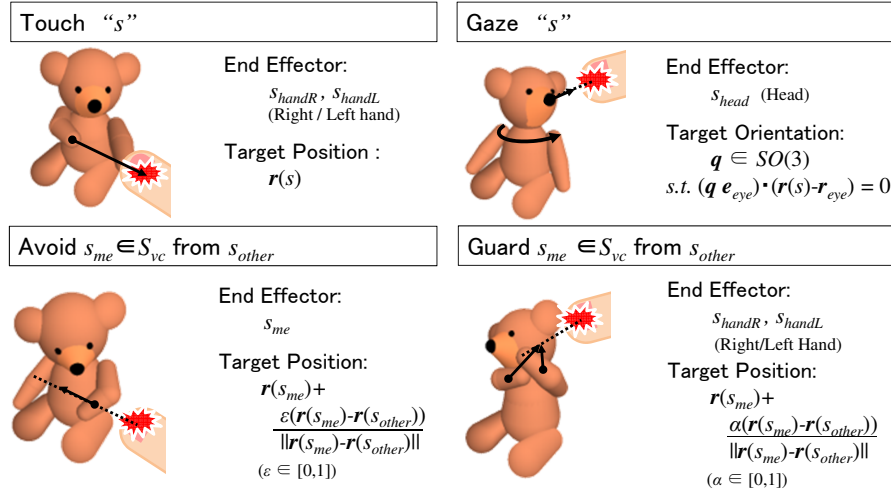 Touch “s”
End Effector:
s_handR, s_handL
(Right / Left hand)
Target Position :
r(s)
Gaze “s”
End Effector:
s_head (Head)
Target Orientation:
q ∈ SO(3)
s.t. (q e_eye)・(r(s)-r_eye) = 0
Avoid s_me ∈ S_vc from s_other
End Effector:
s_me
Target Position:
r(s_me)+
ε(r(s_me)-r(s_other))
||r(s_me)-r(s_other)||
(ε ∈ [0,1])
Guard s_me ∈ S_vc from s_other
End Effector:
s_handR, s_handL
(Right/Left Hand)
Target Position:
r(s_me)+
α(r(s_me)-r(s_other))
||r(s_me)-r(s_other)||
(α ∈ [0,1])